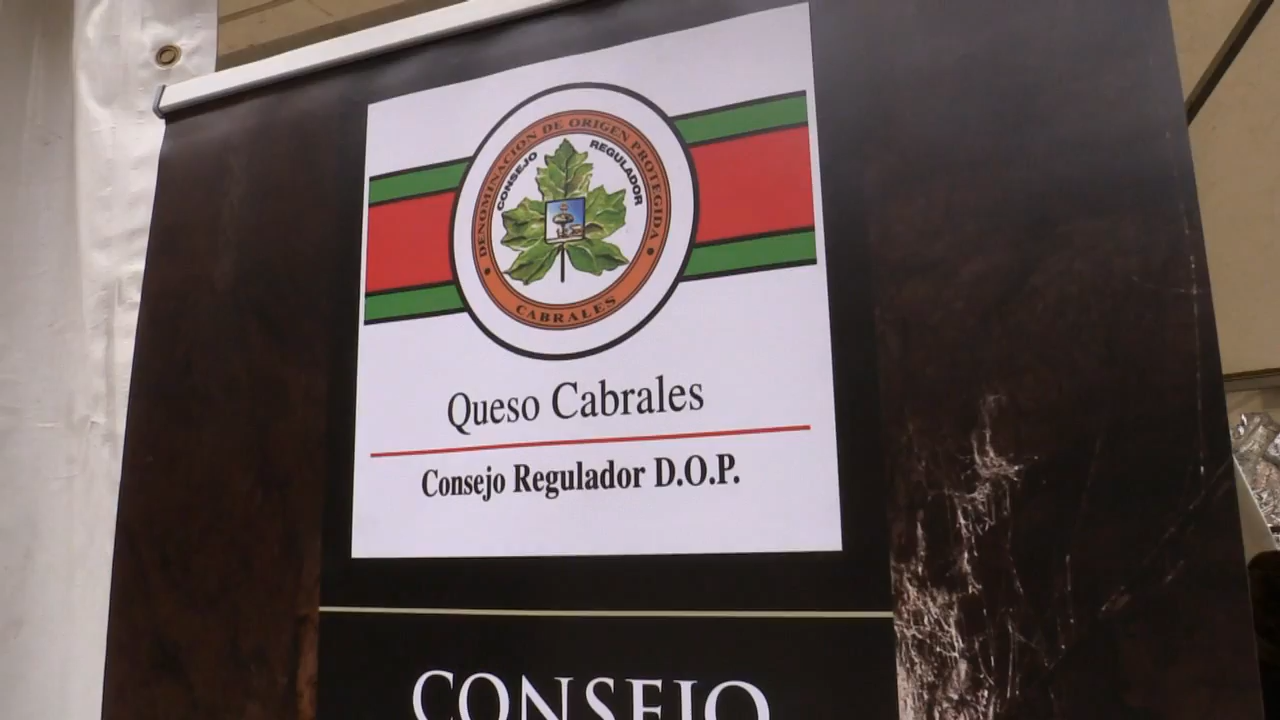 DENOMINACION DE ORIGEN PROTEGIDA
CONSEJO REGULADOR
CABRALES
Queso Cabrales
Consejo Regulador D.O.P.
CONSEJO